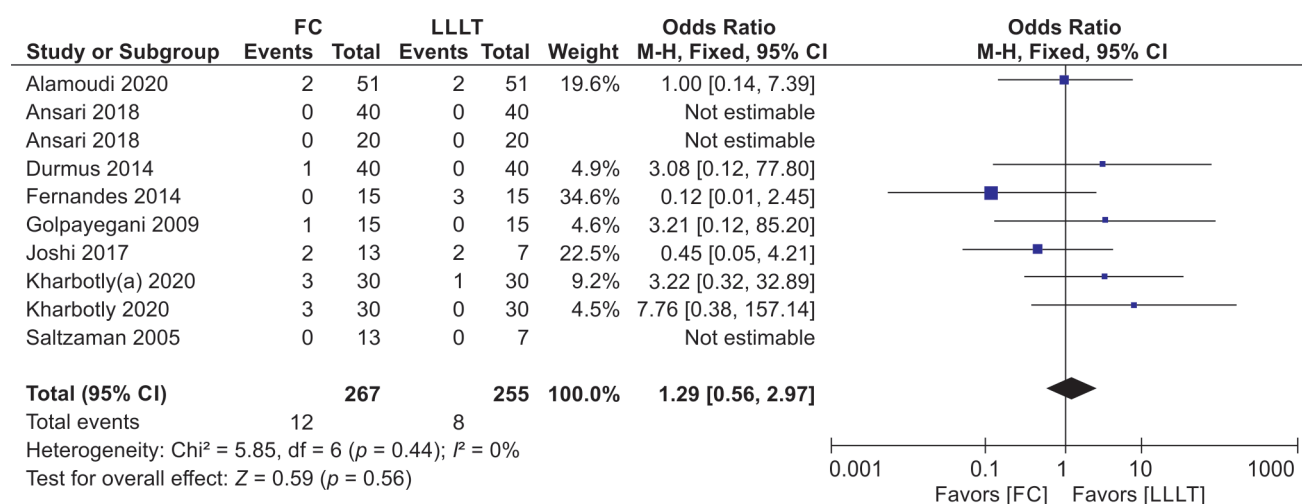 FC LLLT Odds Ratio Odds Ratio
Study or Subgroup Events Total Events Total Weight M-H, Fixed, 95% CI M-H, Fixed, 95% CI
Alamoudi 2020 2 51 2 51 19.6% 1.00 [0.14, 7.39]
Ansari 2018 0 40 0 40 Not estimable
Ansari 2018 0 20 0 20 Not estimable
Durmus 2014 1 40 0 40 4.9% 3.08 [0.12, 77.80]
Fernandes 2014 0 15 3 15 34.6% 0.12 [0.01, 2.45]
Golpayegani 2009 1 15 0 15 4.6% 3.21 [0.12, 85.20]
Joshi 2017 2 13 2 7 22.5% 0.45 [0.05, 4.21]
Kharbotly(a) 2020 3 30 1 30 9.2% 3.22 [0.32, 32.89]
Kharbotly 2020 3 30 0 30 4.5% 7.76 [0.38, 157.14]
Saltzaman 2005 0 13 0 7 Not estimable
Total (95% CI) 267 255 100.0% 1.29 [0.56, 2.97]
Total events 12 8
Heterogeneity: Chi² = 5.85, df = 6 (p = 0.44); I² = 0%
Test for overall effect: Z = 0.59 (p = 0.56)
0.001 0.1 1 10 1000
Favors [FC] Favors [LLLT]